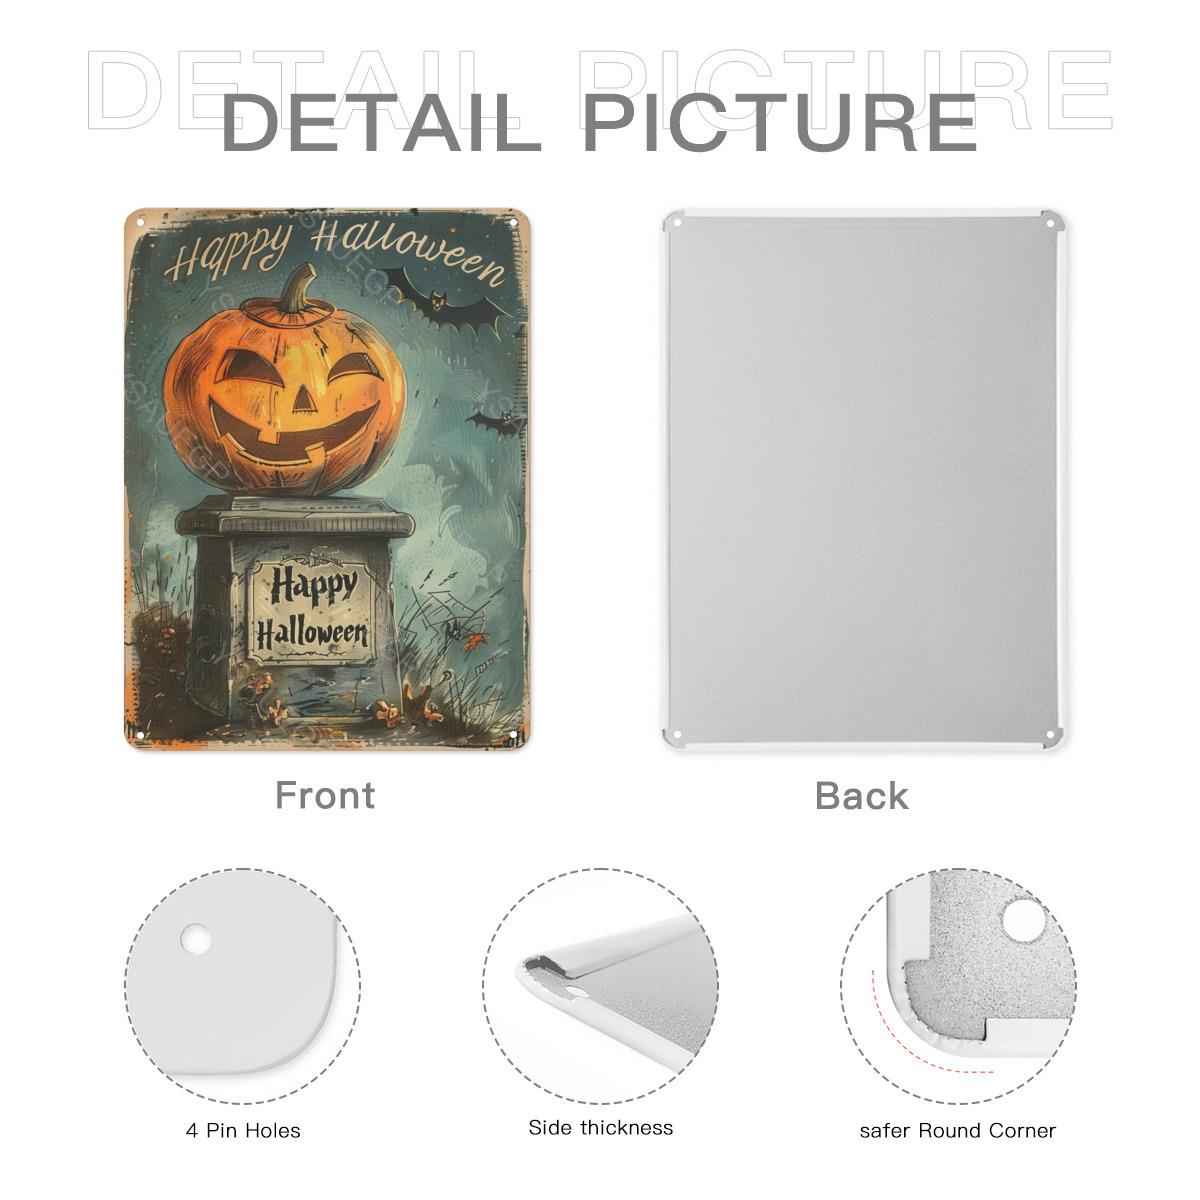 DETAIL PICTURE
DETAIL PICTURE
Happy Halloween
Happy
Halloween
Front
Back
4 Pin Holes
Side thickness
safer Round Corner